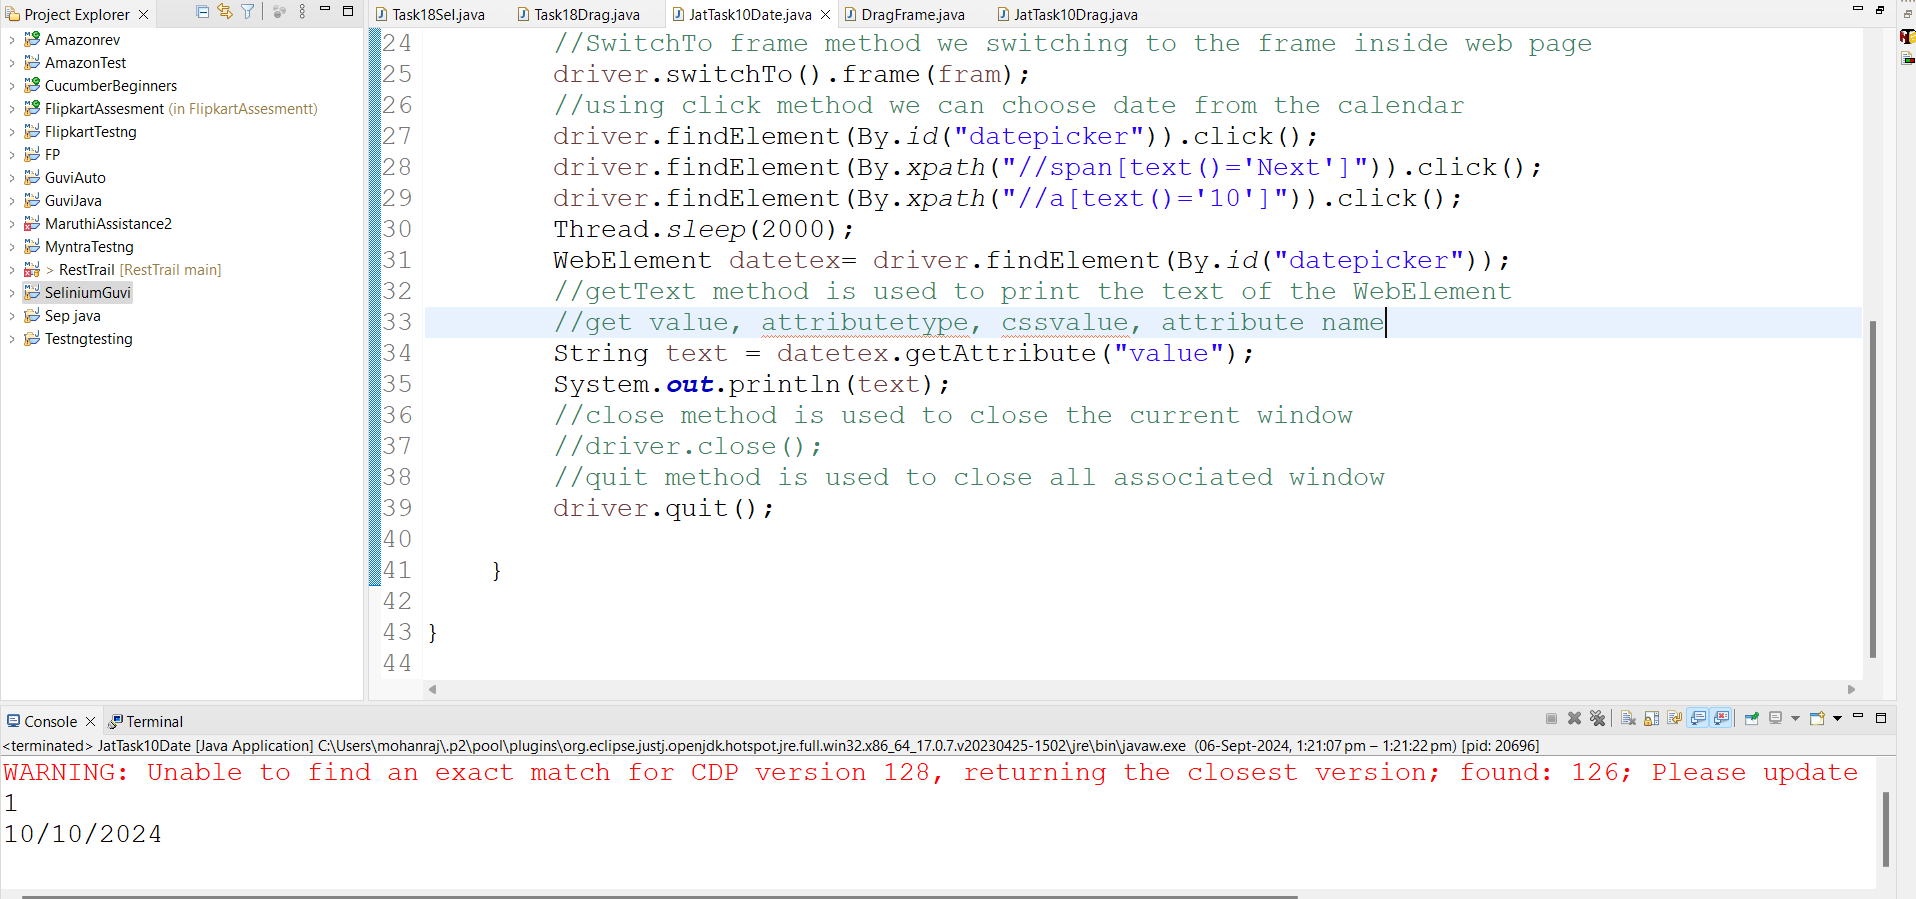 Project Explorer
Amazonrev
AmazonTest
CucumberBeginners
FlipkartAssesment (in FlipkartAssesmentt)
FlipkartTestng
FP
GuviAuto
GuviJava
MaruthiAssistance2
MyntraTestng
> RestTrail [RestTrail main]
SeliniumGuvi
Sep java
Testngtesting
Task18Sel.java Task18Drag.java JatTask10Date.java DragFrame.java JatTask10Drag.java
24 //SwitchTo frame method we switching to the frame inside web page
25 driver.switchTo().frame(fram);
26 //using click method we can choose date from the calendar
27 driver.findElement(By.id("datepicker")).click();
28 driver.findElement(By.xpath("//span[text()='Next']")).click();
29 driver.findElement(By.xpath("//a[text()='10']")).click();
30 Thread.sleep(2000);
31 WebElement datetex= driver.findElement(By.id("datepicker"));
32 //getText method is used to print the text of the WebElement
33 //get value, attributetype, cssvalue, attribute name
34 String text = datetex.getAttribute("value");
35 System.out.println(text);
36 //close method is used to close the current window
37 //driver.close();
38 //quit method is used to close all associated window
39 driver.quit();
40
41 }
42
43 }
44
Console Terminal
<terminated> JatTask10Date [Java Application] C:\Users\mohanraj\.p2\pool\plugins\org.eclipse.justj.openjdk.hotspot.jre.full.win32.x86_64_17.0.7.v20230425-1502\jre\bin\javaw.exe (06-Sept-2024, 1:21:07 pm – 1:21:22 pm) [pid: 20696]
WARNING: Unable to find an exact match for CDP version 128, returning the closest version; found: 126; Please update
1
10/10/2024